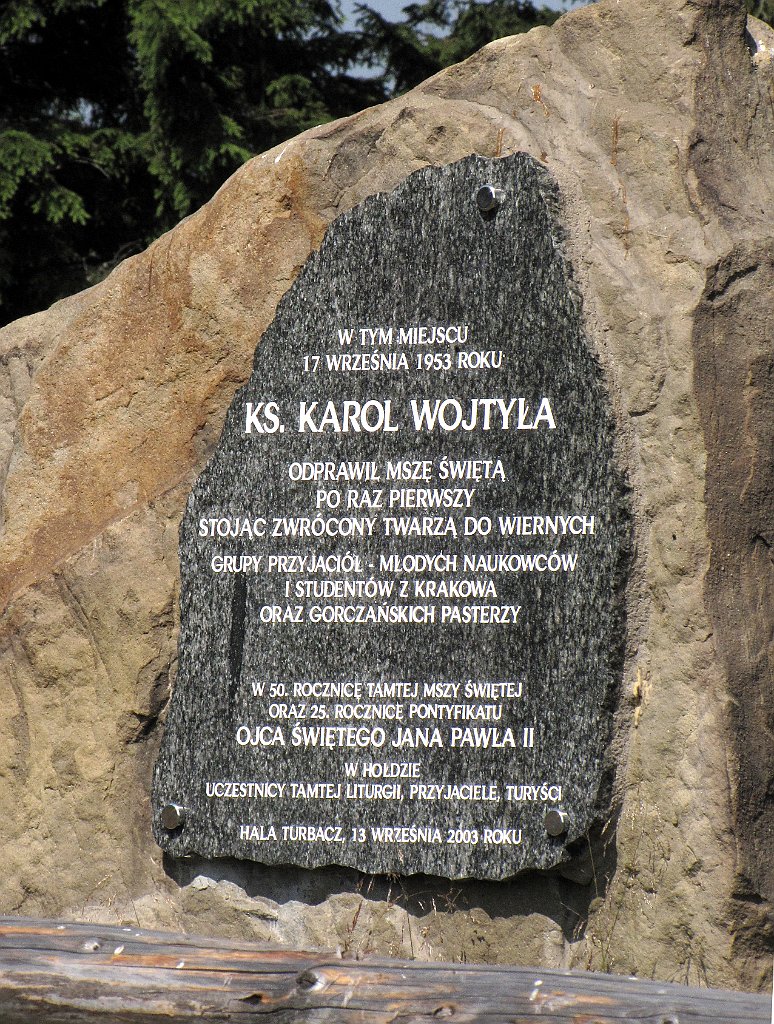 W TYM MIEJSCU
17 WRZEŚNIA 1953 ROKU
KS. KAROL WOJTYŁA
ODPRAWIŁ MSZĘ ŚWIĘTĄ
PO RAZ PIERWSZY
STOJĄC ZWRÓCONY TWARZĄ DO WIERNYCH
GRUPY PRZYJACIÓŁ - MŁODYCH NAUKOWCÓW
I STUDENTÓW Z KRAKOWA
ORAZ GORCZAŃSKICH PASTERZY
W 50. ROCZNICĘ TAMTEJ MSZY ŚWIĘTEJ
ORAZ 25. ROCZNICĘ PONTYFIKATU
OJCA ŚWIĘTEGO JANA PAWŁA II
W HOŁDZIE
UCZESTNICY TAMTEJ LITURGII, PRZYJACIELE, TURYŚCI
HALA TURBACZ, 13 WRZEŚNIA 2003 ROKU